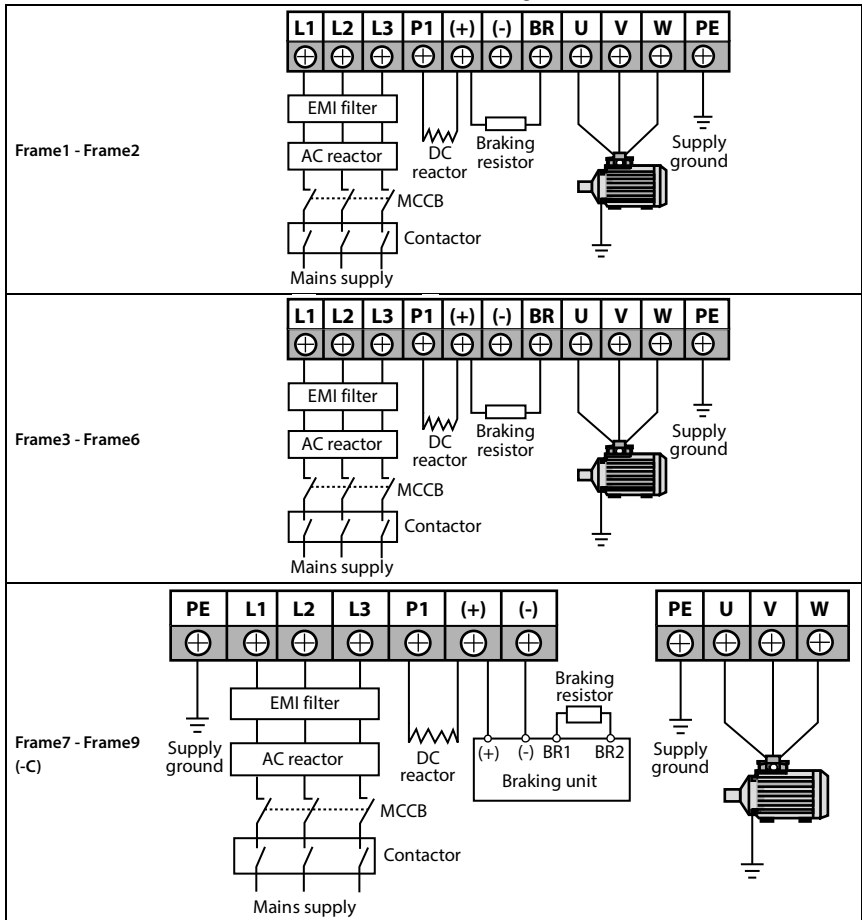 L1 L2 L3 P1 (+) (-) BR U V W PE
EMI filter
AC reactor
MCCB
Contactor
Mains supply
DC
reactor
Braking
resistor
Supply
ground
Frame1 - Frame2
L1 L2 L3 P1 (+) (-) BR U V W PE
EMI filter
AC reactor
MCCB
Contactor
Mains supply
DC
reactor
Braking
resistor
Supply
ground
Frame3 - Frame6
PE L1 L2 L3 P1 (+) (-)
PE U V W
Supply
ground
EMI filter
AC reactor
MCCB
Contactor
Mains supply
DC
reactor
Braking
resistor
(+) (-) BR1 BR2
Braking unit
Supply
ground
Frame7 - Frame9
(-C)